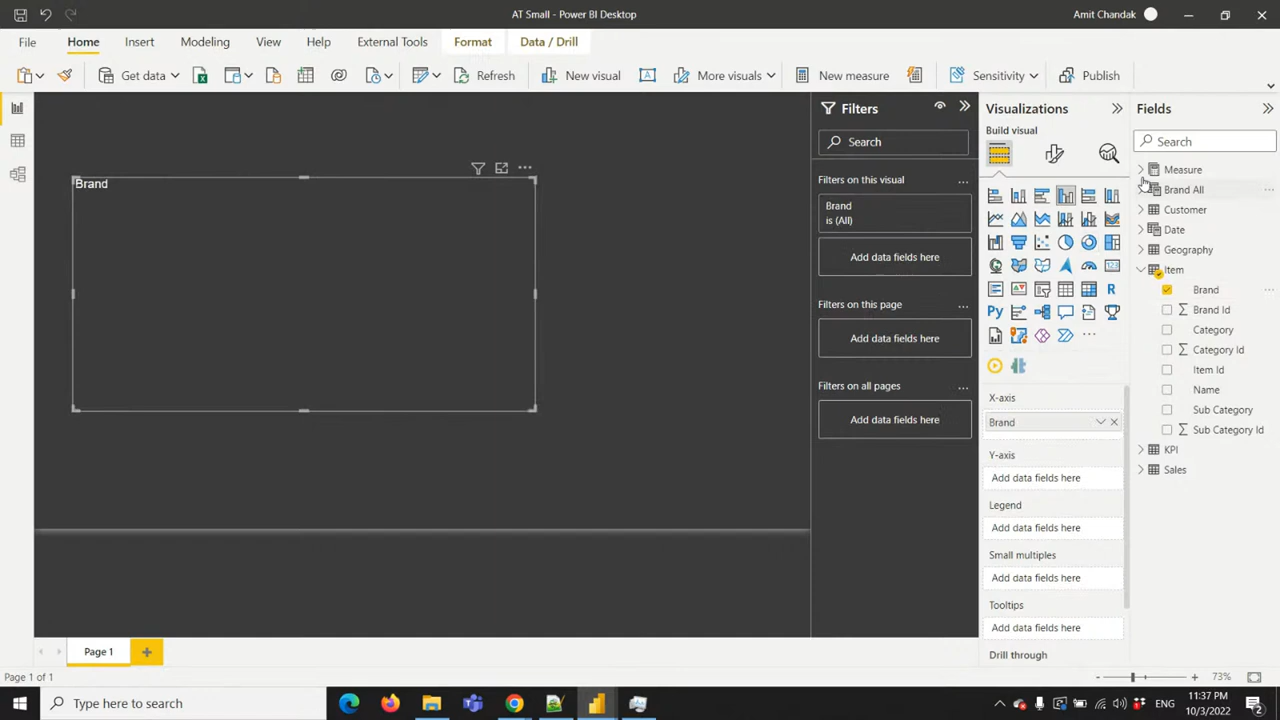 AT Small - Power BI Desktop
Amit Chandak
File
Home
Insert
Modeling
View
Help
External Tools
Format
Data / Drill
Get data
Refresh
New visual
More visuals
New measure
Sensitivity
Publish
Brand
Filters
Search
Filters on this visual
Brand
is (All)
Add data fields here
Filters on this page
Add data fields here
Filters on all pages
Add data fields here
Visualizations
Build visual
R
Py
123
X-axis
Brand
Y-axis
Add data fields here
Legend
Add data fields here
Small multiples
Add data fields here
Tooltips
Add data fields here
Drill through
Fields
Search
Measure
Brand All
Customer
Date
Geography
Item
Brand
Brand Id
Category
Category Id
Item Id
Name
Sub Category
Sub Category Id
KPI
Sales
Page 1
Page 1 of 1
73%
Type here to search
ENG
11:37 PM
10/3/2022
2